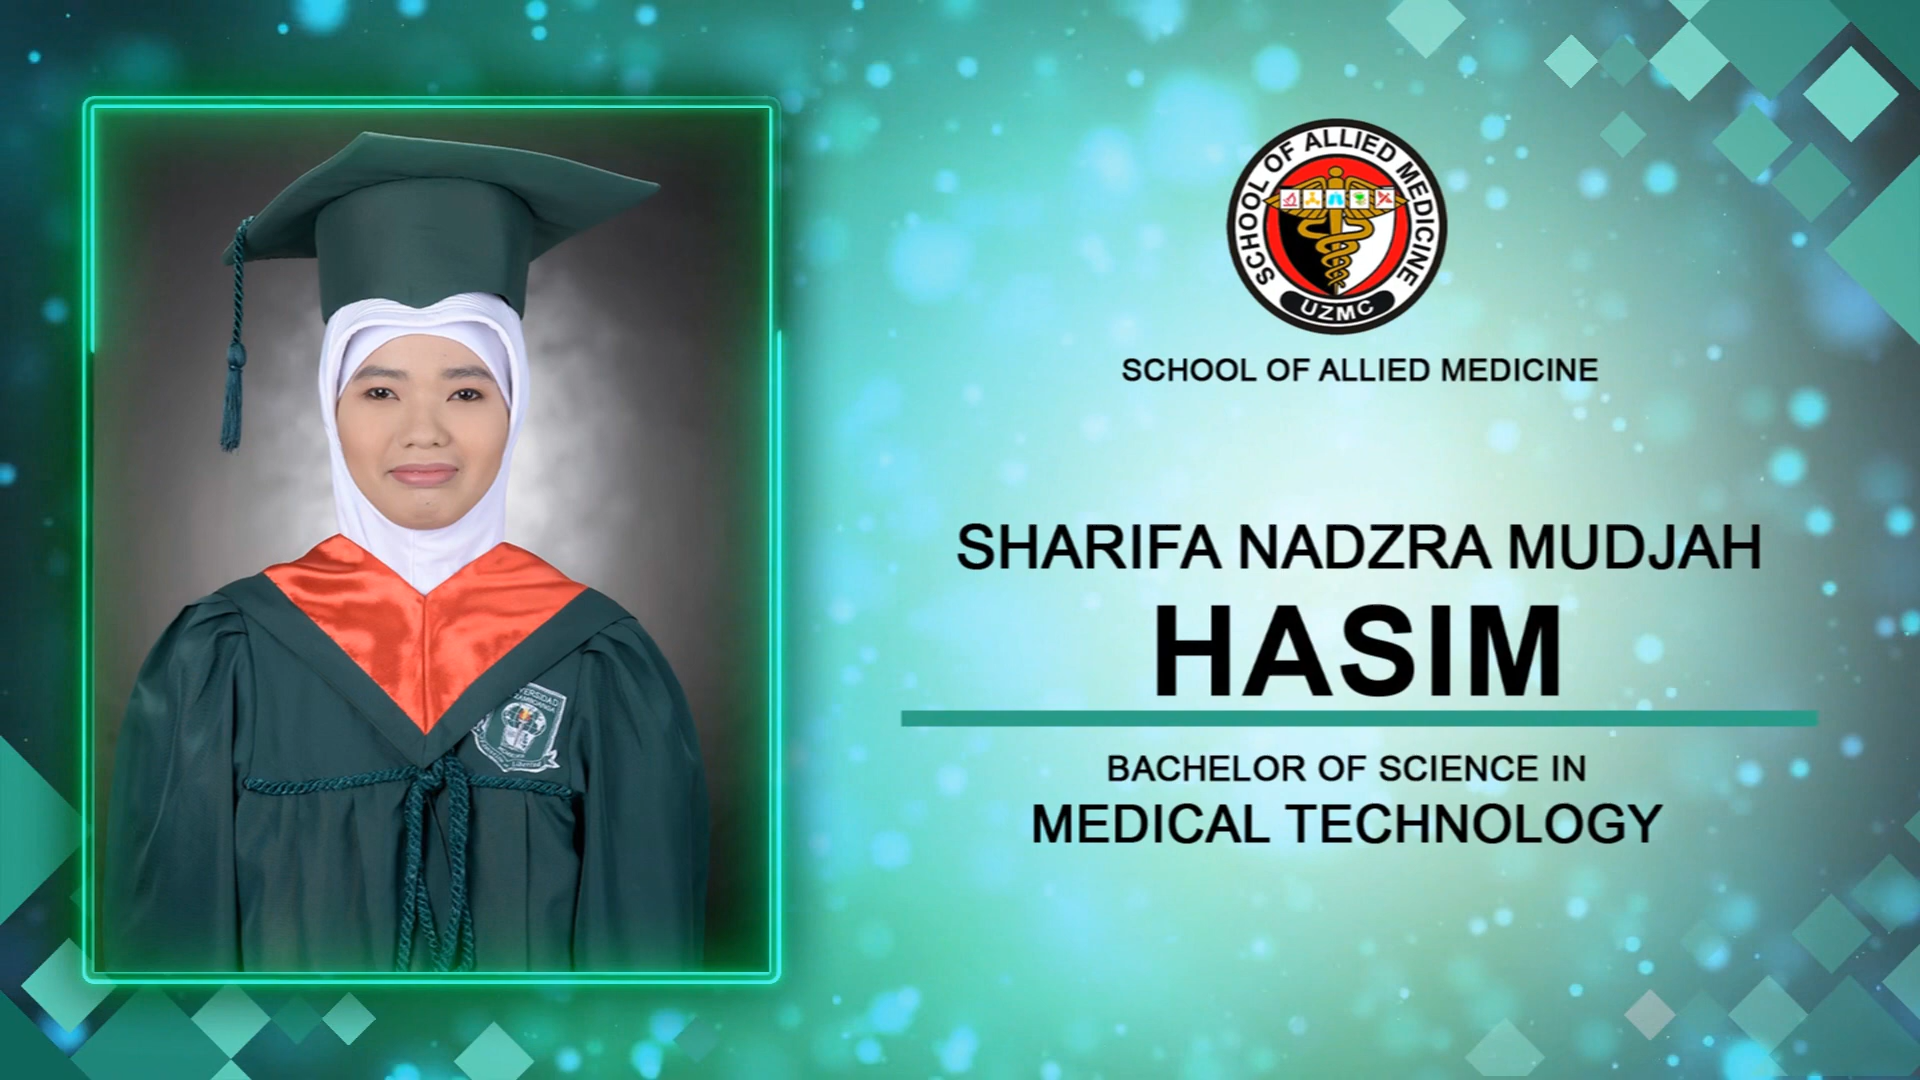 SCHOOL OF ALLIED MEDICINE
UZMC
SCHOOL OF ALLIED MEDICINE
SHARIFA NADZRA MUDJAH
HASIM
BACHELOR OF SCIENCE IN
MEDICAL TECHNOLOGY